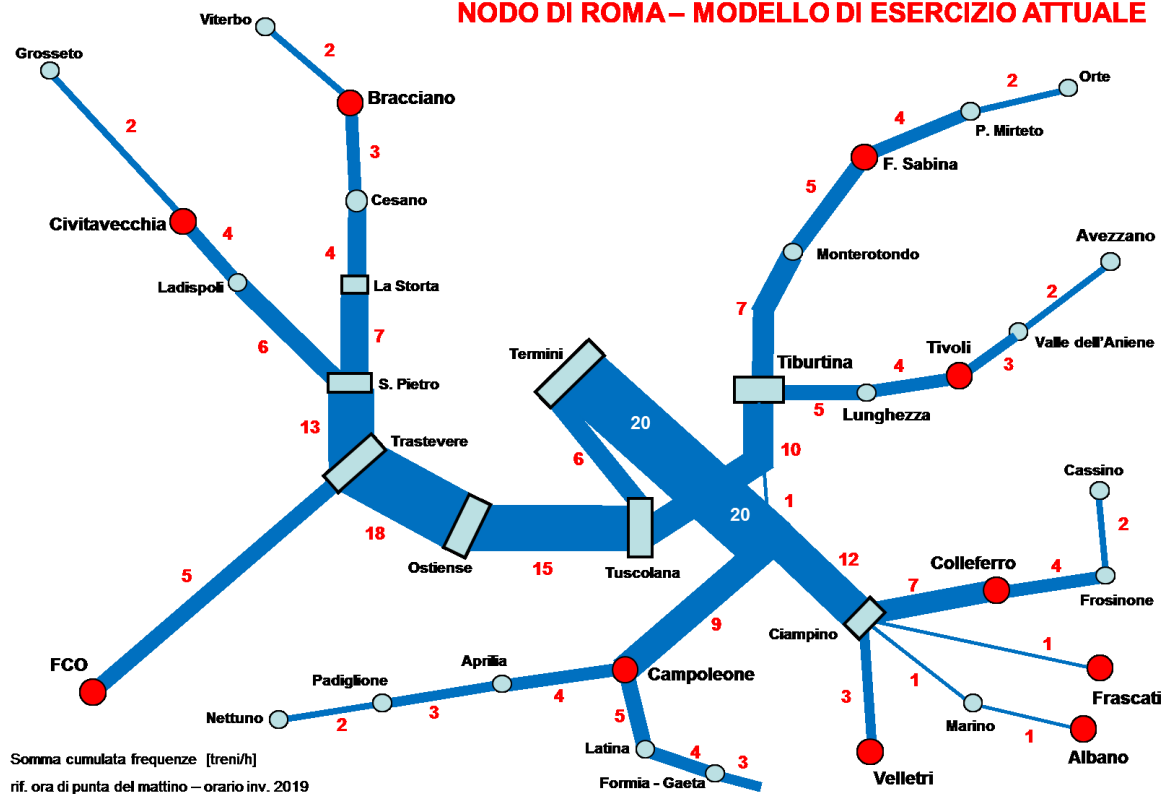 NODO DI ROMA – MODELLO DI ESERCIZIO ATTUALE
Viterbo
Grosseto
2
Bracciano
2
3
Cesano
Civitavecchia
4
4
Ladispoli
La Storta
6
7
S. Pietro
13
Trastevere
18
Ostiense
15
Tuscolana
5
FCO
Termini
20
6
20
Orte
2
4
P. Mirteto
F. Sabina
5
Monterotondo
Avezzano
7
2
Tiburtina
Tivoli
Valle dell'Aniene
4
3
5
Lunghezza
10
Cassino
1
2
12
Colleferro
7
4
Frosinone
Ciampino
9
1
Frascati
3
1
Marino
1
Albano
Velletri
Campoleone
Aprilia
4
Padiglione
3
Nettuno
2
5
Latina
4
3
Formia - Gaeta
Somma cumulata frequenze [treni/h]
rif. ora di punta del mattino – orario inv. 2019